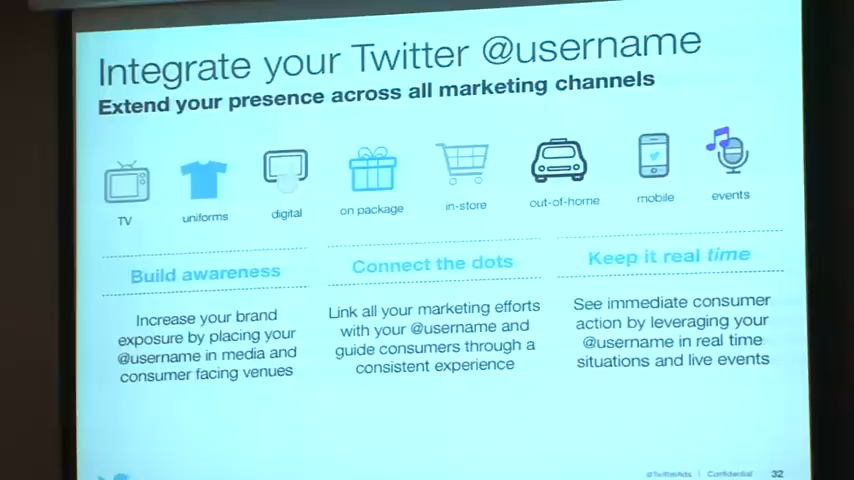 Integrate your Twitter @username
Extend your presence across all marketing channels
TV
uniforms
digital
on package
in-store
out-of-home
mobile
events
Build awareness
Increase your brand
exposure by placing your
@username in media and
consumer facing venues
Connect the dots
Link all your marketing efforts
with your @username and
guide consumers through a
consistent experience
Keep it real time
See immediate consumer
action by leveraging your
@username in real time
situations and live events
@TwitterAds | Confidential 32